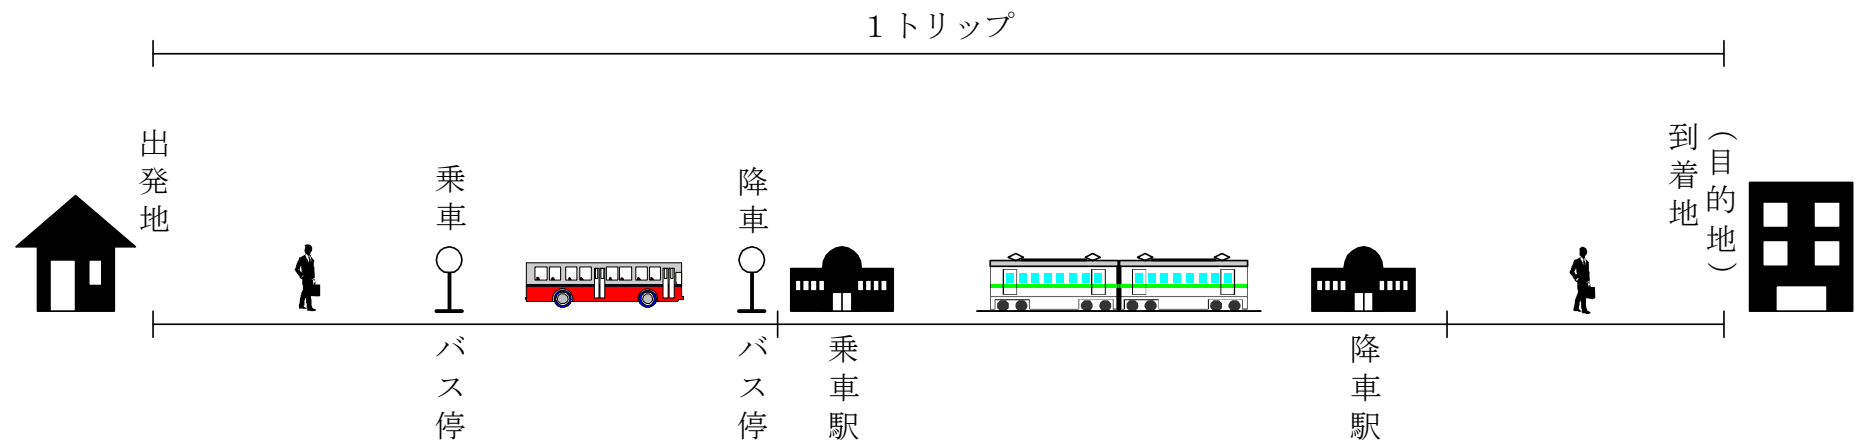 １トリップ
出発地
乗車
バス停
降車
バス停
乗車駅
降車駅
到着地
（目的地）